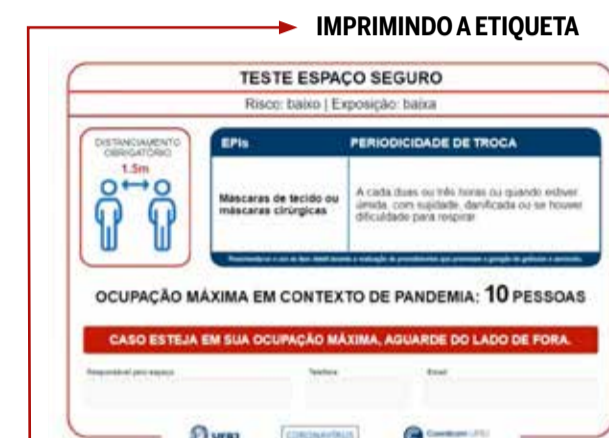 IMPRIMINDO A ETIQUETA
TESTE ESPAÇO SEGURO
Risco: baixo | Exposição: baixa
DISTANCIAMENTO
OBRIGATÓRIO
1.5m
EPIs PERIODICIDADE DE TROCA
Máscaras de tecido ou
máscaras cirúrgicas
A cada duas ou três horas ou quando estiver
úmida, com sujidade, danificada ou se houver
dificuldade para respirar
OCUPAÇÃO MÁXIMA EM CONTEXTO DE PANDEMIA: 10 PESSOAS
CASO ESTEJA EM SUA OCUPAÇÃO MÁXIMA, AGUARDE DO LADO DE FORA.
Responsável pelo espaço Telefone Email
UFRJ CORONAVÍRUS